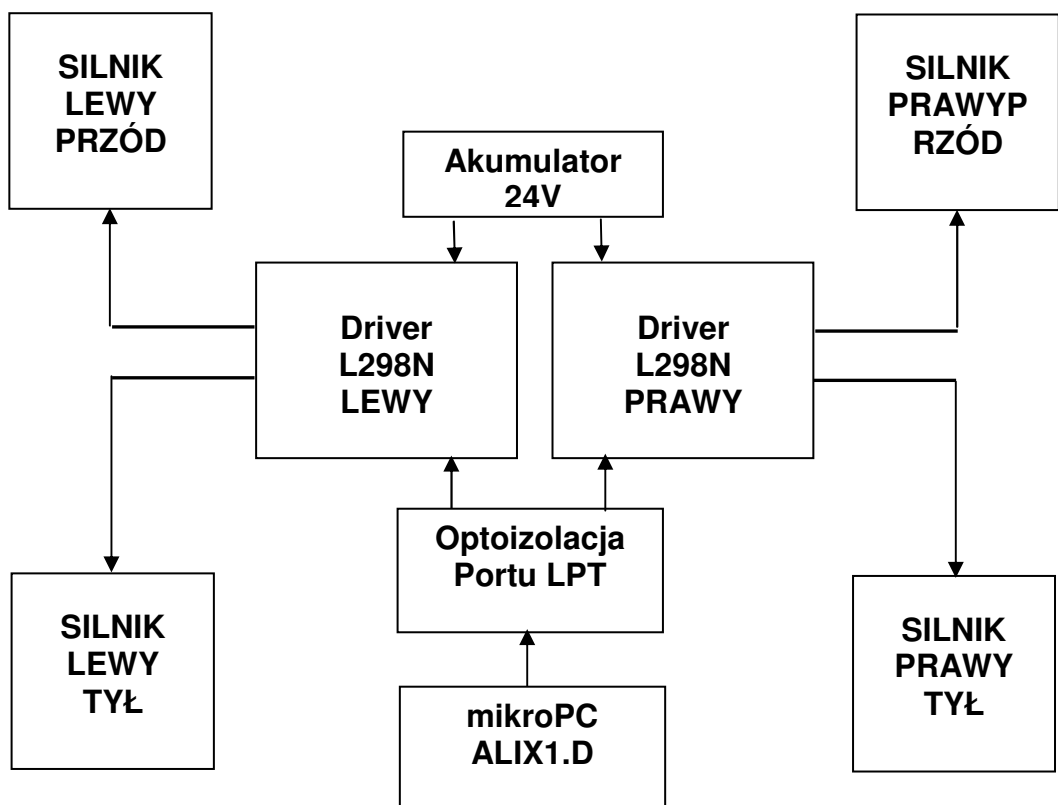 SILNIK
LEWY
PRZÓD
SILNIK
PRAWYP
RZÓD
Akumulator
24V
Driver
L298N
LEWY
Driver
L298N
PRAWY
Optoizolacja
Portu LPT
SILNIK
LEWY
TYŁ
SILNIK
PRAWY
TYŁ
mikroPC
ALIX1.D